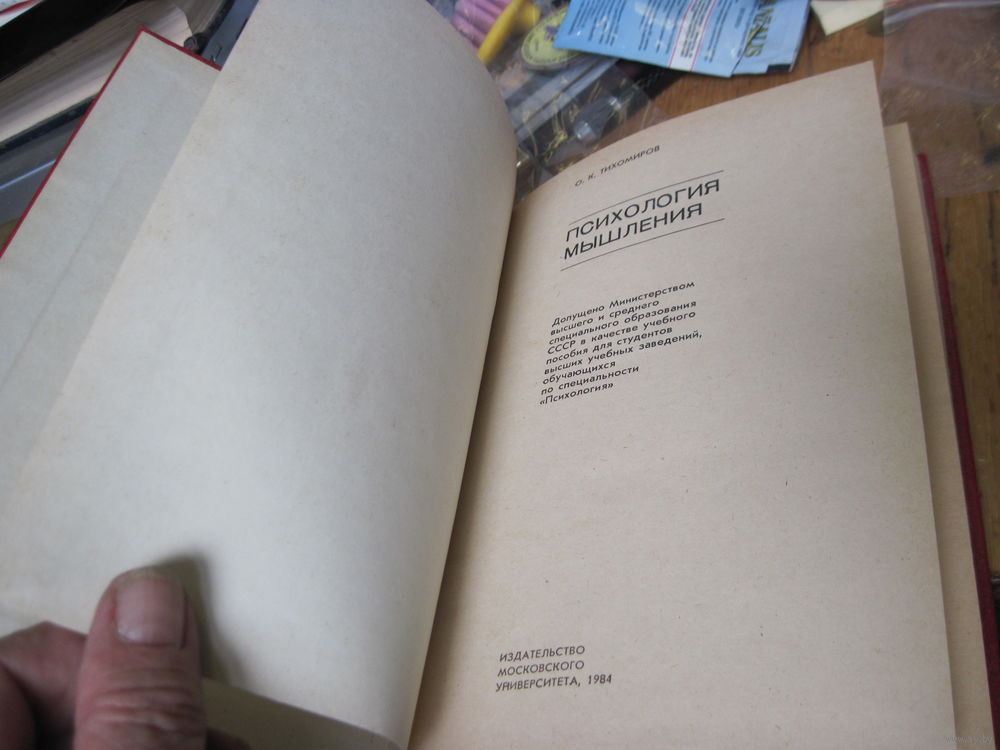 О. К. ТИХОМИРОВ
ПСИХОЛОГИЯ
МЫШЛЕНИЯ
Допущено Министерством
высшего и среднего
специального образования
СССР в качестве учебного
пособия для студентов
высших учебных заведений,
обучающихся
по специальности
«Психология»
ИЗДАТЕЛЬСТВО
МОСКОВСКОГО
УНИВЕРСИТЕТА, 1984